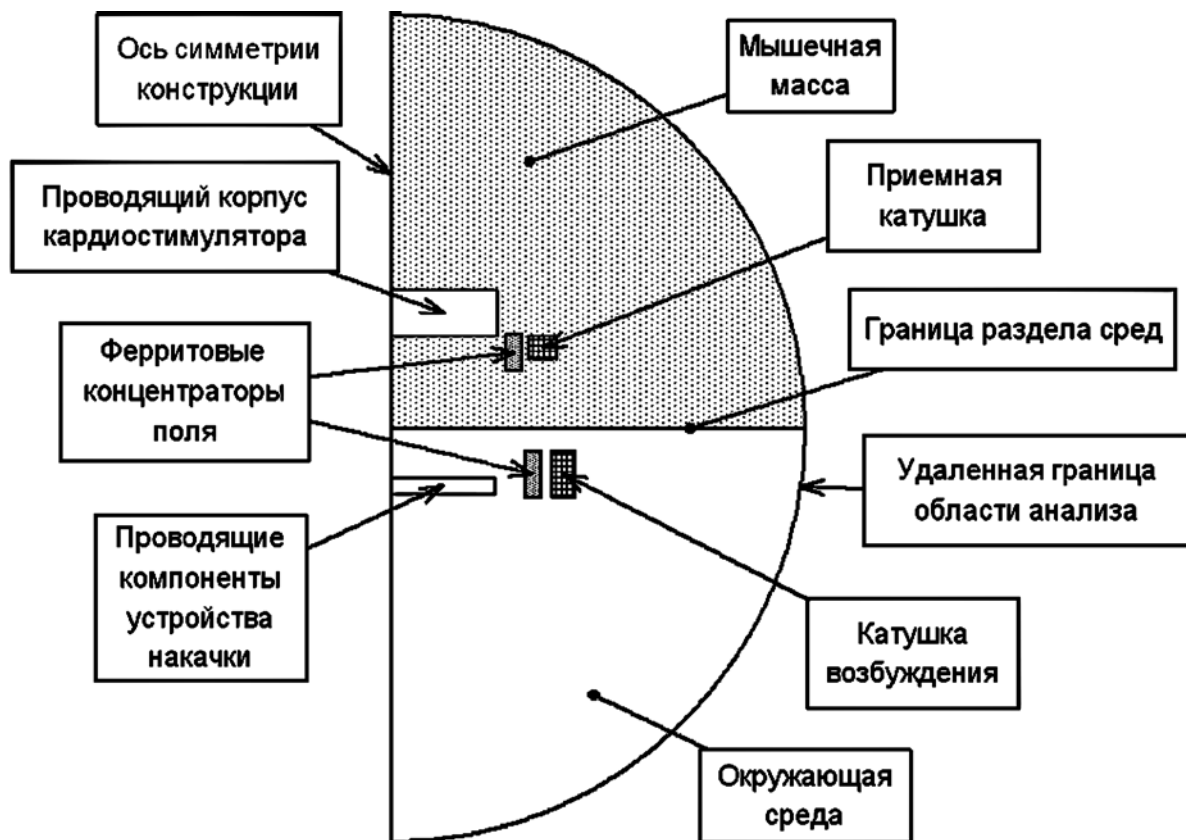 Ось симметрии
конструкции
Мышечная
масса
Проводящий корпус
кардиостимулятора
Приемная
катушка
Ферритовые
концентраторы
поля
Граница раздела сред
Удаленная граница
области анализа
Проводящие
компоненты
устройства
накачки
Катушка
возбуждения
Окружающая
среда